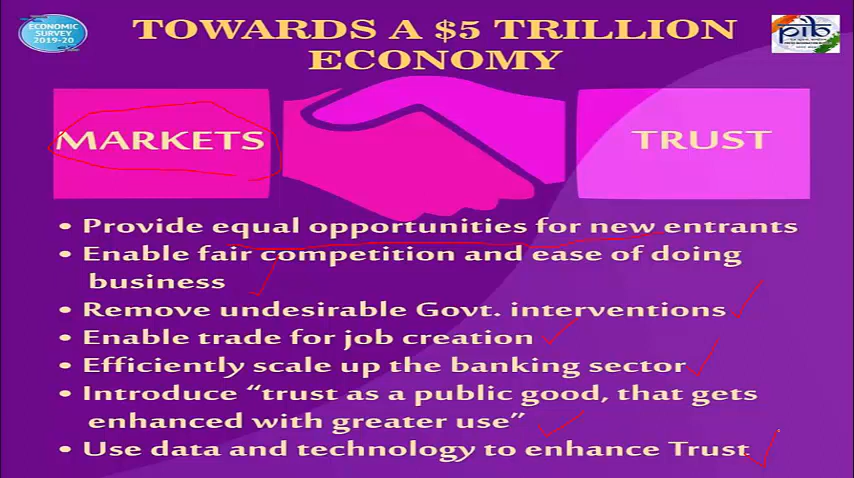 ECONOMIC
SURVEY
2019-20
TOWARDS A $5 TRILLION
ECONOMY
pib
MARKETS
TRUST
• Provide equal opportunities for new entrants
• Enable fair competition and ease of doing
business
• Remove undesirable Govt. interventions
• Enable trade for job creation
• Efficiently scale up the banking sector
• Introduce “trust as a public good, that gets
enhanced with greater use”
• Use data and technology to enhance Trust